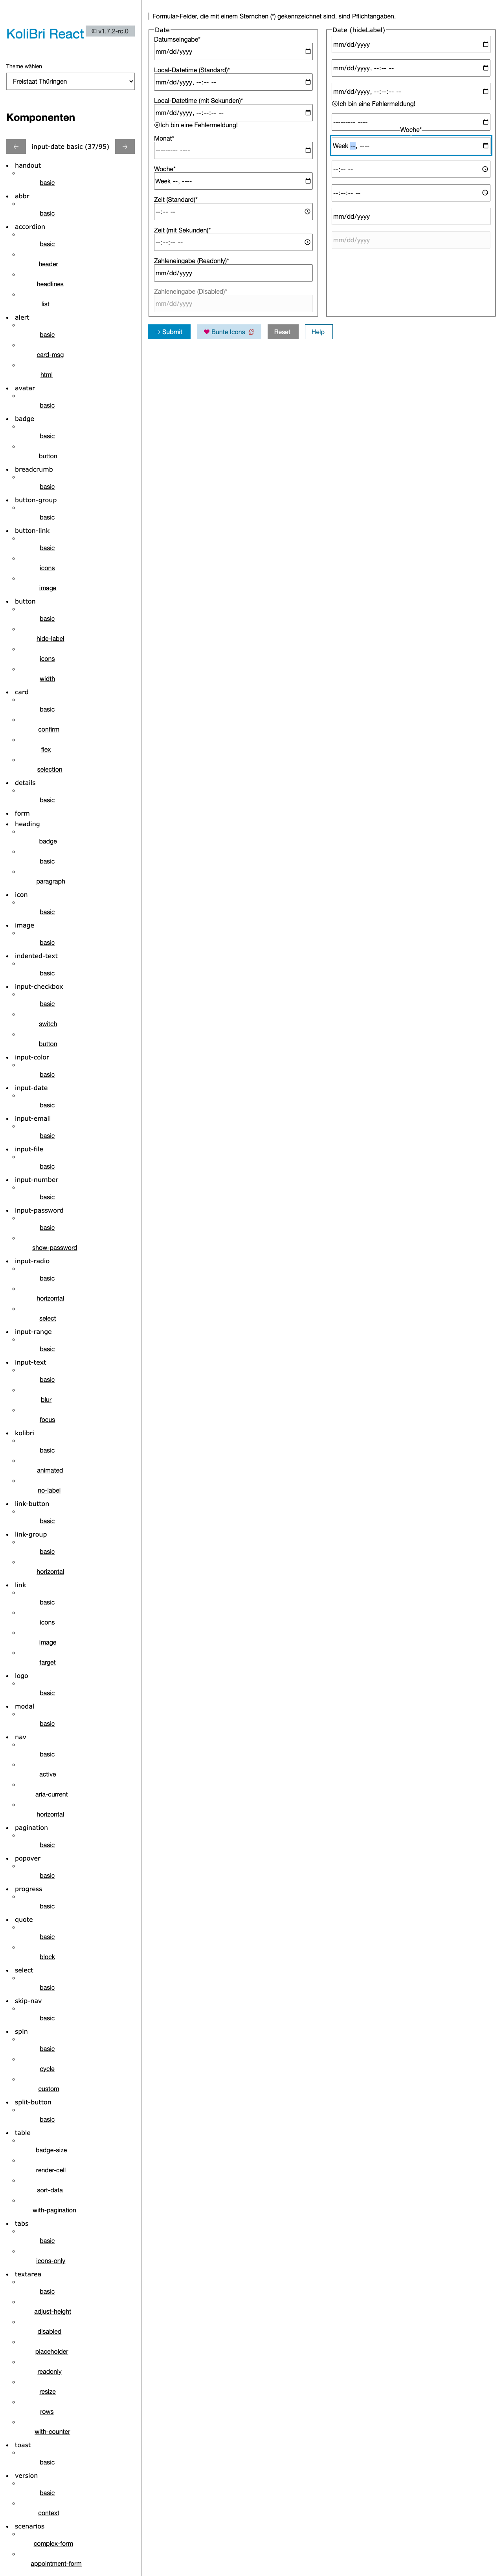 KoliBri React
v1.7.2-rc.0
Theme wählen
Freistaat Thüringen
Komponenten
input-date basic (37/95)
handout
basic
abbr
basic
accordion
basic
header
headlines
list
alert
basic
card-msg
html
avatar
basic
badge
basic
button
breadcrumb
basic
button-group
basic
button-link
basic
icons
image
button
basic
hide-label
icons
width
card
basic
confirm
flex
selection
details
basic
form
heading
badge
basic
paragraph
icon
basic
image
basic
indented-text
basic
input-checkbox
basic
switch
button
input-color
basic
input-date
basic
input-email
basic
input-file
basic
input-number
basic
input-password
basic
show-password
input-radio
basic
horizontal
select
input-range
basic
input-text
basic
blur
focus
kolibri
basic
animated
no-label
link-button
basic
link-group
basic
horizontal
link
basic
icons
image
target
logo
basic
modal
basic
nav
basic
active
aria-current
horizontal
pagination
basic
popover
basic
progress
basic
quote
basic
block
select
basic
skip-nav
basic
spin
basic
cycle
custom
split-button
basic
table
badge-size
render-cell
sort-data
with-pagination
tabs
basic
icons-only
textarea
basic
adjust-height
disabled
placeholder
readonly
resize
rows
with-counter
toast
basic
version
basic
context
scenarios
complex-form
appointment-form
Formular-Felder, die mit einem Sternchen (*) gekennzeichnet sind, sind Pflichtangaben.
Date
Datumseingabe*
mm/dd/yyyy
Local-Datetime (Standard)*
mm/dd/yyyy, --:-- --
Local-Datetime (mit Sekunden)*
mm/dd/yyyy, --:--:-- --
Ich bin eine Fehlermeldung!
Monat*
--------- ----
Woche*
Week --, ----
Zeit (Standard)*
--:-- --
Zeit (mit Sekunden)*
--:--:-- --
Zahleneingabe (Readonly)*
mm/dd/yyyy
Zahleneingabe (Disabled)*
mm/dd/yyyy
Date (hideLabel)
mm/dd/yyyy
mm/dd/yyyy, --:-- --
mm/dd/yyyy, --:--:-- --
Ich bin eine Fehlermeldung!
--------- ----
Woche*
Week --, ----
--:-- --
--:--:-- --
mm/dd/yyyy
mm/dd/yyyy
Submit
Bunte Icons
Reset
Help